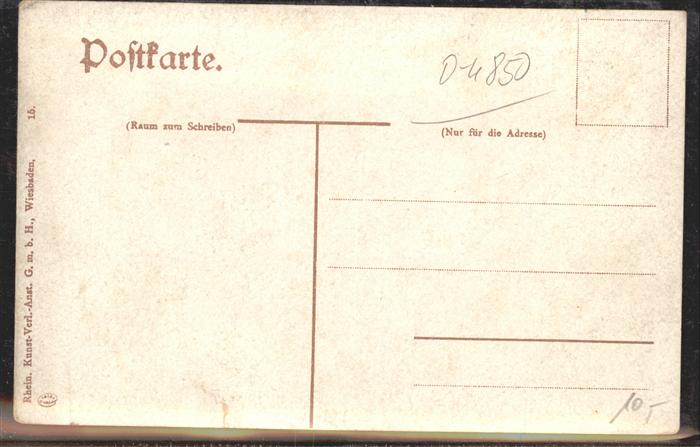 Postkarte.
D-4850
(Raum zum Schreiben)
(Nur für die Adresse)
Rhein. Kunst-Verl.-Anst. G. m. b. H., Wiesbaden. 15.
10,-